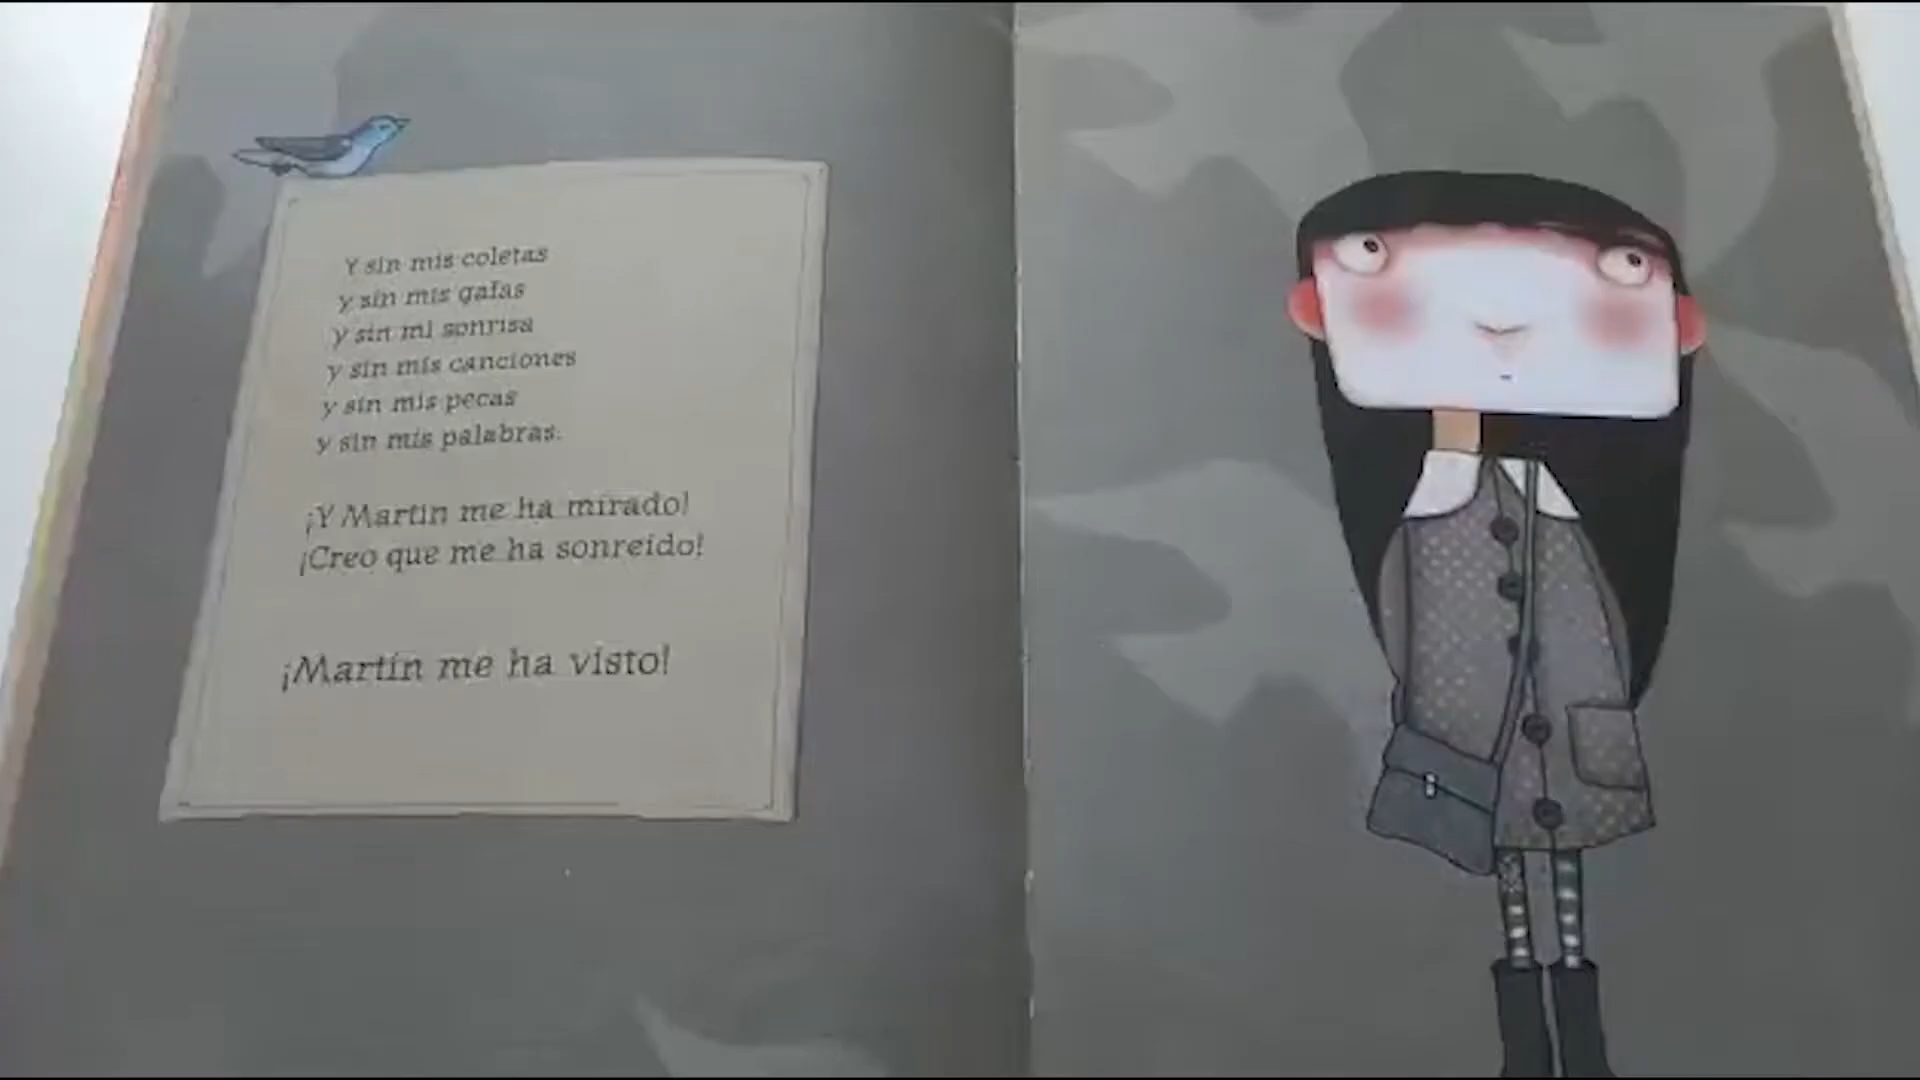 Y sin mis coletas
y sin mis gafas
y sin mi sonrisa
y sin mis canciones
y sin mis pecas
y sin mis palabras.
¡Y Martín me ha mirado!
¡Creo que me ha sonreído!
¡Martín me ha visto!